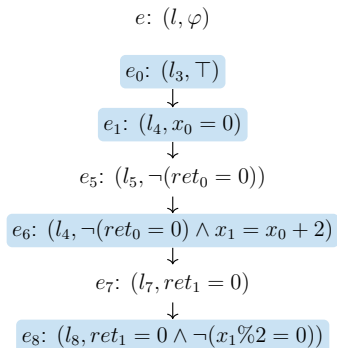 e: (l, φ)
e₀: (l₃, ⊤)
e₁: (l₄, x₀ = 0)
e₅: (l₅, ¬(ret₀ = 0))
e₆: (l₄, ¬(ret₀ = 0) ∧ x₁ = x₀ + 2)
e₇: (l₇, ret₁ = 0)
e₈: (l₈, ret₁ = 0 ∧ ¬(x₁%2 = 0))